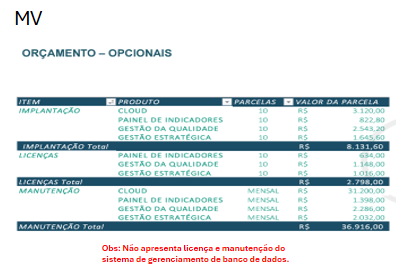 MV
ORÇAMENTO – OPCIONAIS
ITEM PRODUTO PARCELAS VALOR DA PARCELA
IMPLANTAÇÃO CLOUD 10 R$ 3.120,00
PAINEL DE INDICADORES 10 R$ 822,80
GESTÃO DA QUALIDADE 10 R$ 2.543,20
GESTÃO ESTRATÉGICA 10 R$ 1.645,60
IMPLANTAÇÃO Total R$ 8.131,60
LICENÇAS PAINEL DE INDICADORES 10 R$ 634,00
GESTÃO DA QUALIDADE 10 R$ 1.148,00
GESTÃO ESTRATÉGICA 10 R$ 1.016,00
LICENÇAS Total R$ 2.798,00
MANUTENÇÃO CLOUD MENSAL R$ 31.200,00
PAINEL DE INDICADORES MENSAL R$ 1.398,00
GESTÃO DA QUALIDADE MENSAL R$ 2.286,00
GESTÃO ESTRATÉGICA MENSAL R$ 2.032,00
MANUTENÇÃO Total R$ 36.916,00
Obs: Não apresenta licença e manutenção do
sistema de gerenciamento de banco de dados.